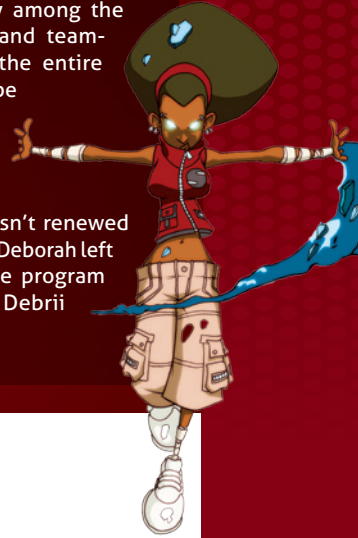 y among the
and team-
the entire
be
sn't renewed
Deborah left
e program
Debrii